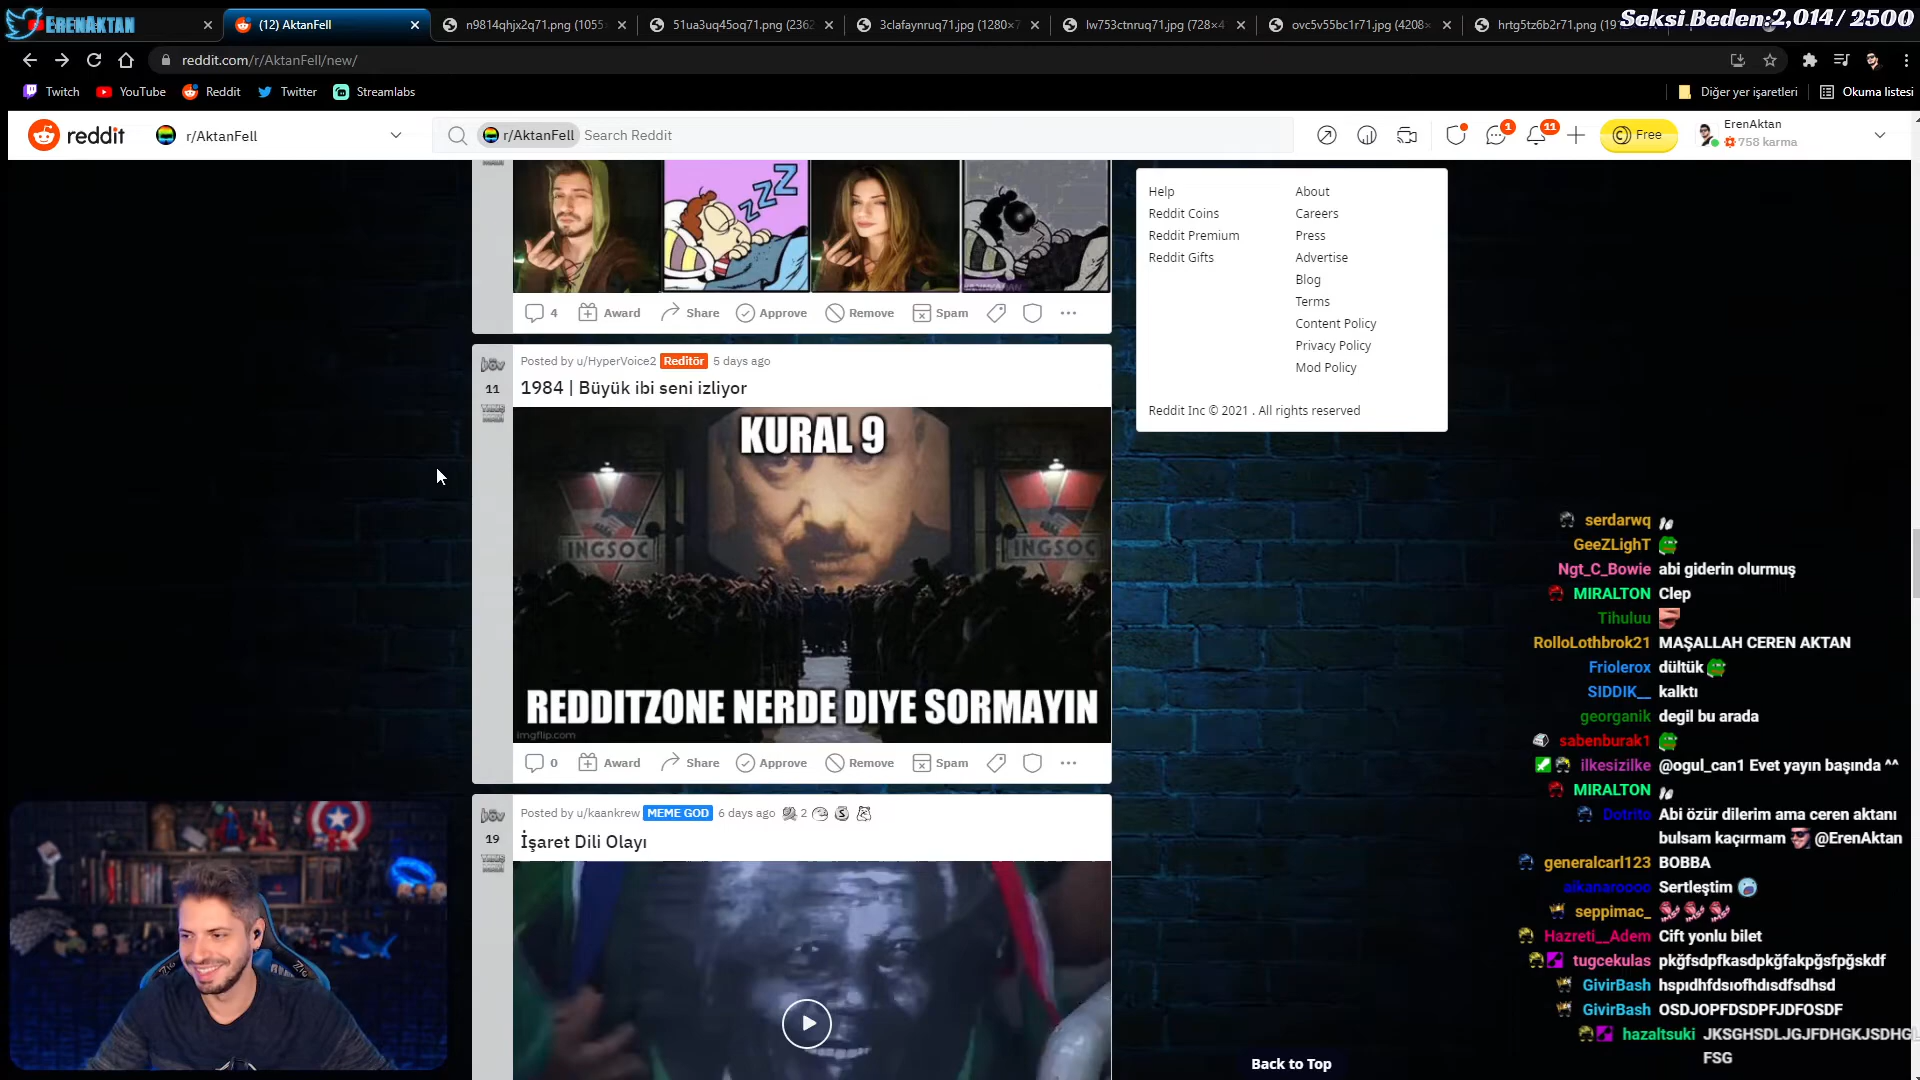 ERENAKTAN
(12) AktanFell
n9814qhjx2q71.png (1055×
51ua3uq45oq71.png (2362
3clafaynruq71.jpg (1280×7
lw753ctnruq71.jpg (728×4
ovc5v55bc1r71.jpg (4208×
hrtg5tz6b2r71.png (19
Seksi Beden:2,014/ 2500
reddit.com/r/AktanFell/new/
Twitch
YouTube
Reddit
Twitter
Streamlabs
Diğer yer işaretleri
Okuma listesi
reddit
r/AktanFell
r/AktanFell
Search Reddit
1
11
Free
ErenAktan
758 karma
zzZ
4
Award
Share
Approve
Remove
Spam
Help
About
Reddit Coins
Careers
Reddit Premium
Press
Reddit Gifts
Advertise
Blog
Terms
Content Policy
Privacy Policy
Mod Policy
Reddit Inc © 2021 . All rights reserved
Posted by u/HyperVoice2 Reditör 5 days ago
11
1984 | Büyük ibi seni izliyor
KURAL 9
INGSOC
INGSOC
REDDITZONE NERDE DIYE SORMAYIN
imgflip.com
0
Award
Share
Approve
Remove
Spam
Posted by u/kaankrew MEME GOD 6 days ago 2
19
İşaret Dili Olayı
serdarwq
GeeZLighT
Ngt_C_Bowie abi giderin olurmuş
MIRALTON Clep
Tihuluu
RolloLothbrok21 MAŞALLAH CEREN AKTAN
Friolerox dültük
SIDDIK__ kalktı
georganik degil bu arada
sabenburak1
ilkesizilke @ogul_can1 Evet yayın başında ^^
MIRALTON
Dotrito Abi özür dilerim ama ceren aktanı
bulsam kaçırmam @ErenAktan
generalcarl123 BOBBA
alkanaroooo Sertleştim
seppimac_
Hazreti__Adem Cift yonlu bilet
tugcekulas pkğfsdpfkasdpkğfakpğsfpğskdf
GivirBash hspıdhfdsıofhdısdfsdhsd
GivirBash OSDJOPFDSDPFJDFOSDF
hazaltsuki JKSGHSDLJGJFDHGKJSDHGL
FSG
Back to Top